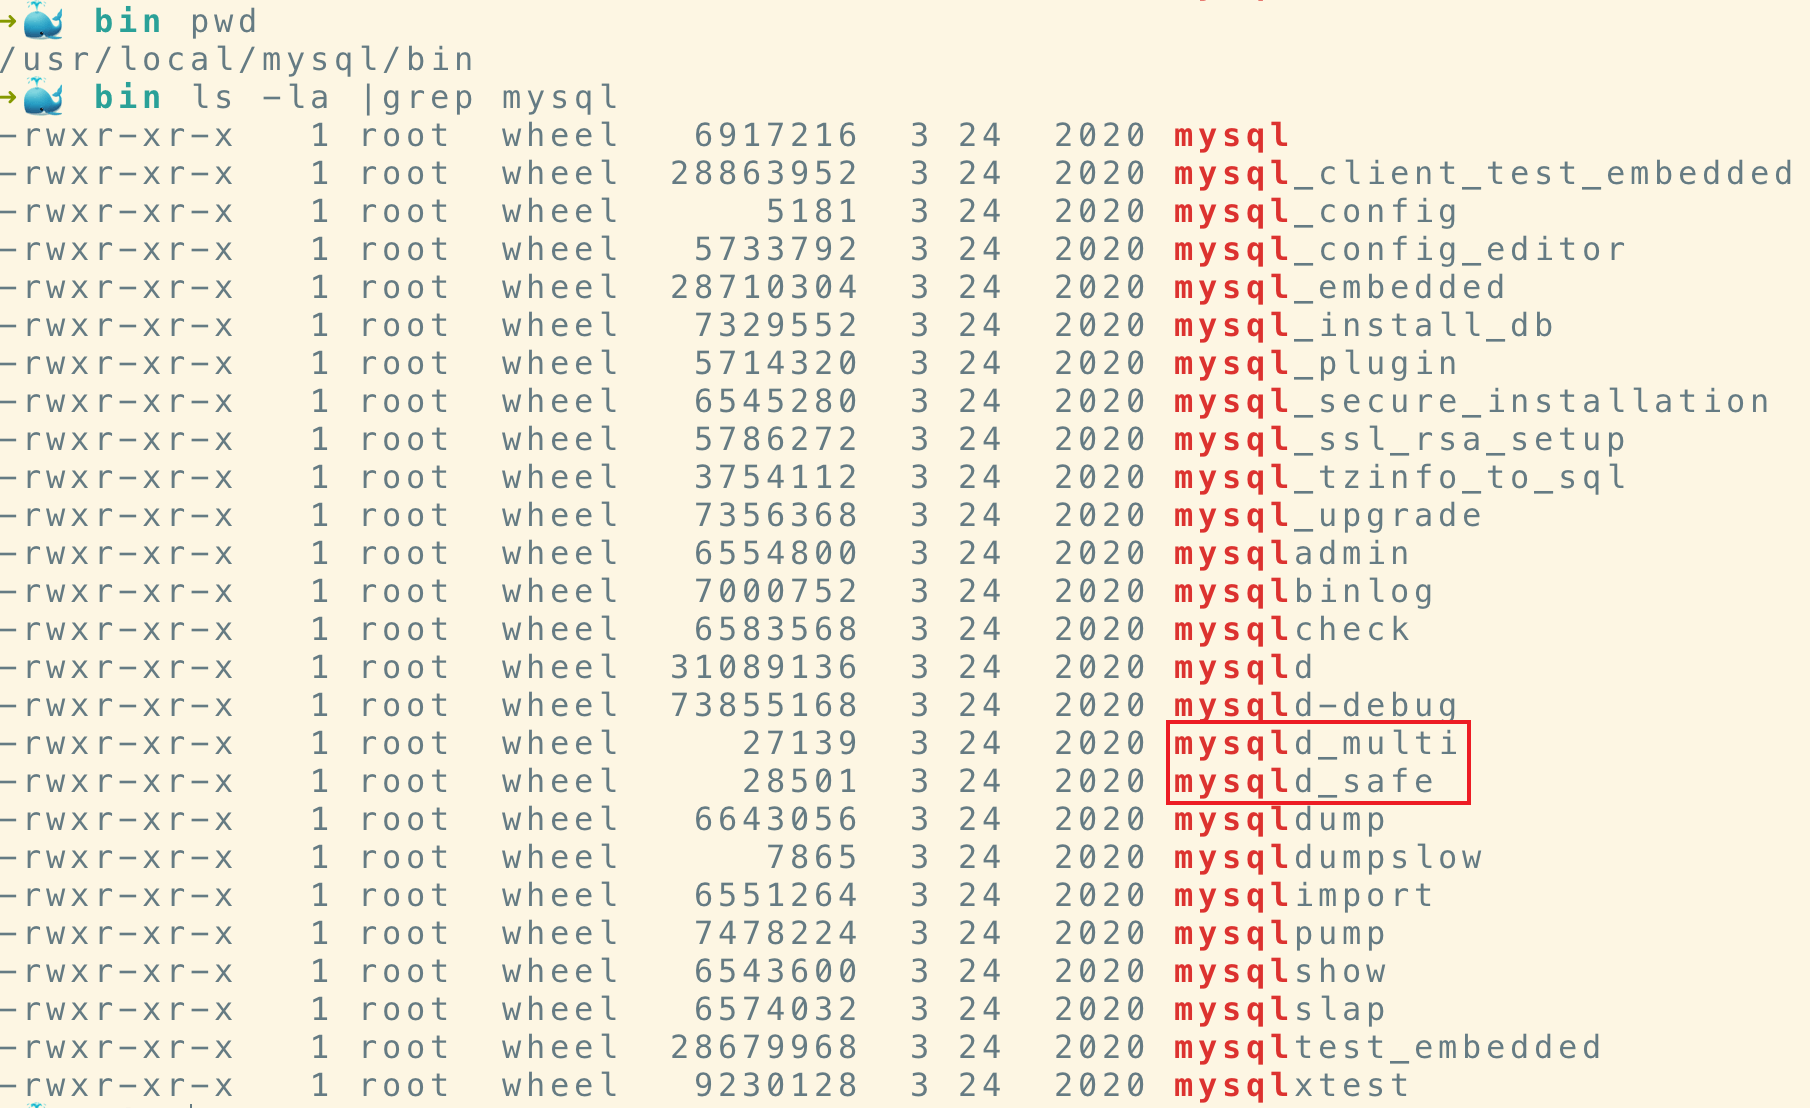 → bin pwd
/usr/local/mysql/bin
→ bin ls -la |grep mysql
-rwxr-xr-x 1 root wheel 6917216 3 24 2020 mysql
-rwxr-xr-x 1 root wheel 28863952 3 24 2020 mysql_client_test_embedded
-rwxr-xr-x 1 root wheel 5181 3 24 2020 mysql_config
-rwxr-xr-x 1 root wheel 5733792 3 24 2020 mysql_config_editor
-rwxr-xr-x 1 root wheel 28710304 3 24 2020 mysql_embedded
-rwxr-xr-x 1 root wheel 7329552 3 24 2020 mysql_install_db
-rwxr-xr-x 1 root wheel 5714320 3 24 2020 mysql_plugin
-rwxr-xr-x 1 root wheel 6545280 3 24 2020 mysql_secure_installation
-rwxr-xr-x 1 root wheel 5786272 3 24 2020 mysql_ssl_rsa_setup
-rwxr-xr-x 1 root wheel 3754112 3 24 2020 mysql_tzinfo_to_sql
-rwxr-xr-x 1 root wheel 7356368 3 24 2020 mysql_upgrade
-rwxr-xr-x 1 root wheel 6554800 3 24 2020 mysqladmin
-rwxr-xr-x 1 root wheel 7000752 3 24 2020 mysqlbinlog
-rwxr-xr-x 1 root wheel 6583568 3 24 2020 mysqlcheck
-rwxr-xr-x 1 root wheel 31089136 3 24 2020 mysqld
-rwxr-xr-x 1 root wheel 73855168 3 24 2020 mysqld-debug
-rwxr-xr-x 1 root wheel 27139 3 24 2020 mysqld_multi
-rwxr-xr-x 1 root wheel 28501 3 24 2020 mysqld_safe
-rwxr-xr-x 1 root wheel 6643056 3 24 2020 mysqldump
-rwxr-xr-x 1 root wheel 7865 3 24 2020 mysqldumpslow
-rwxr-xr-x 1 root wheel 6551264 3 24 2020 mysqlimport
-rwxr-xr-x 1 root wheel 7478224 3 24 2020 mysqlpump
-rwxr-xr-x 1 root wheel 6543600 3 24 2020 mysqlshow
-rwxr-xr-x 1 root wheel 6574032 3 24 2020 mysqlslap
-rwxr-xr-x 1 root wheel 28679968 3 24 2020 mysqltest_embedded
-rwxr-xr-x 1 root wheel 9230128 3 24 2020 mysqlxtest